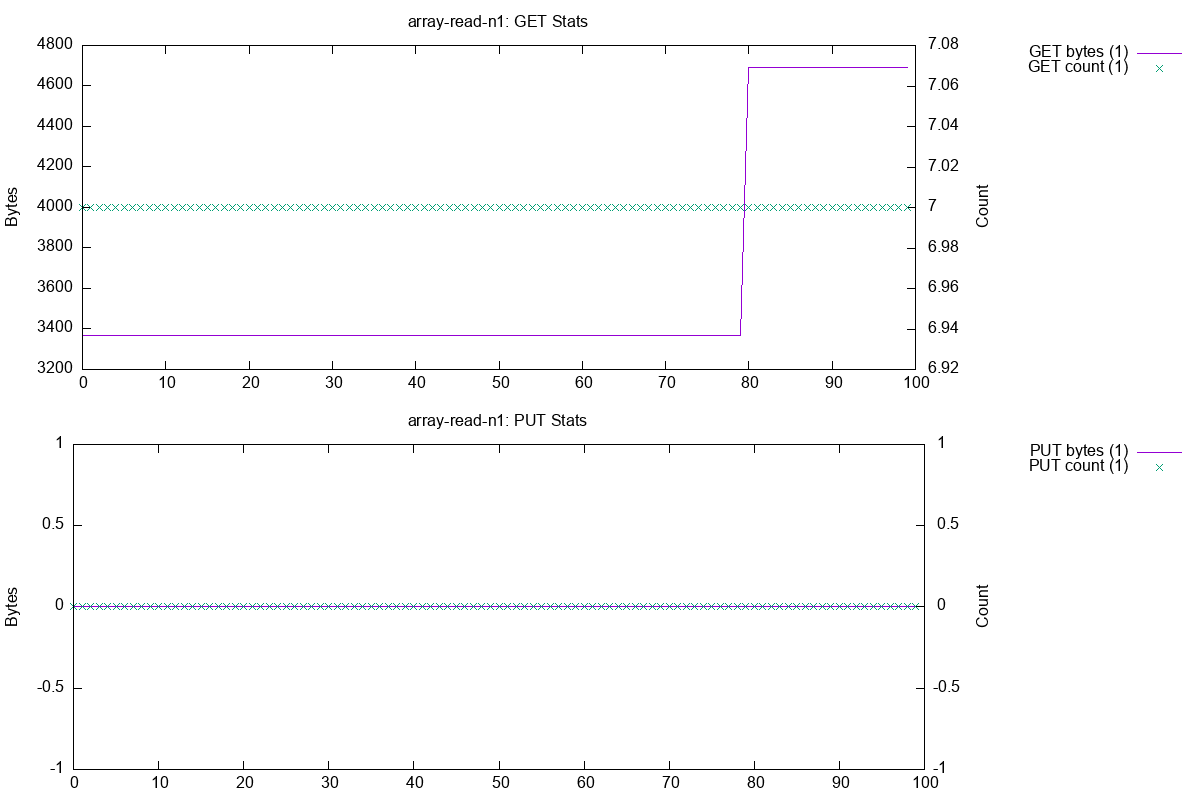 array-read-n1: GET Stats
4800
4600
4400
4200
4000
3800
3600
3400
3200
Bytes
0 10 20 30 40 50 60 70 80 90 100
7.08
7.06
7.04
7.02
7
6.98
6.96
6.94
6.92
Count
GET bytes (1)
GET count (1)
array-read-n1: PUT Stats
1
0.5
0
-0.5
-1
Bytes
0 10 20 30 40 50 60 70 80 90 100
1
0.5
0
-0.5
-1
Count
PUT bytes (1)
PUT count (1)